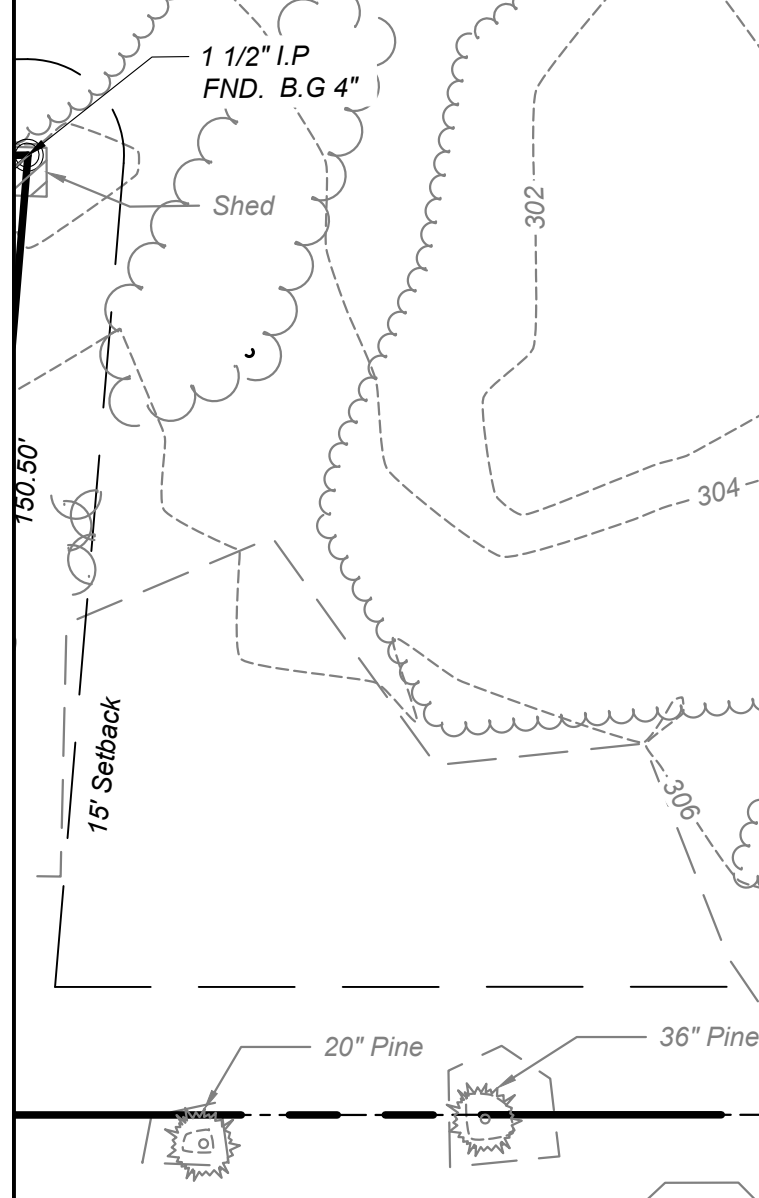 1 1/2" I.P
FND. B.G 4"
Shed
302
150.50'
304
15' Setback
306
20" Pine
36" Pine